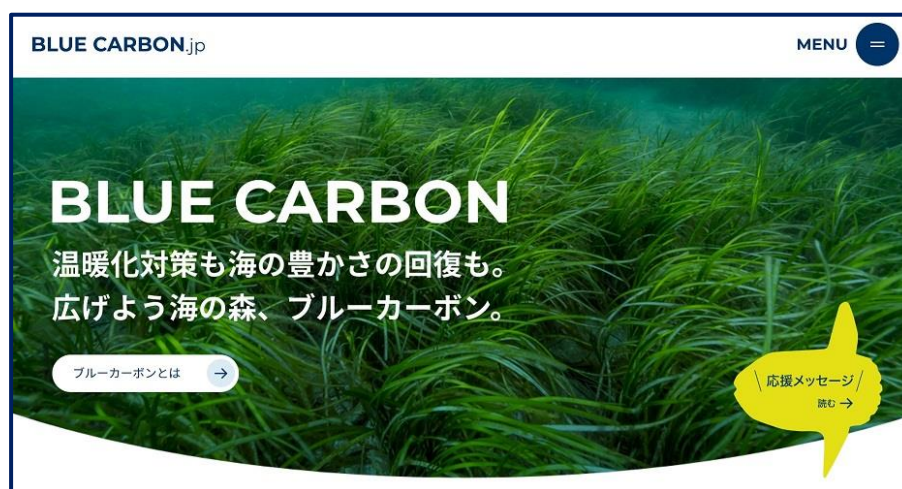 BLUE CARBON.jp
MENU
BLUE CARBON
温暖化対策も海の豊かさの回復も。
広げよう海の森、ブルーカーボン。
ブルーカーボンとは →
\ 応援メッセージ /
読む →